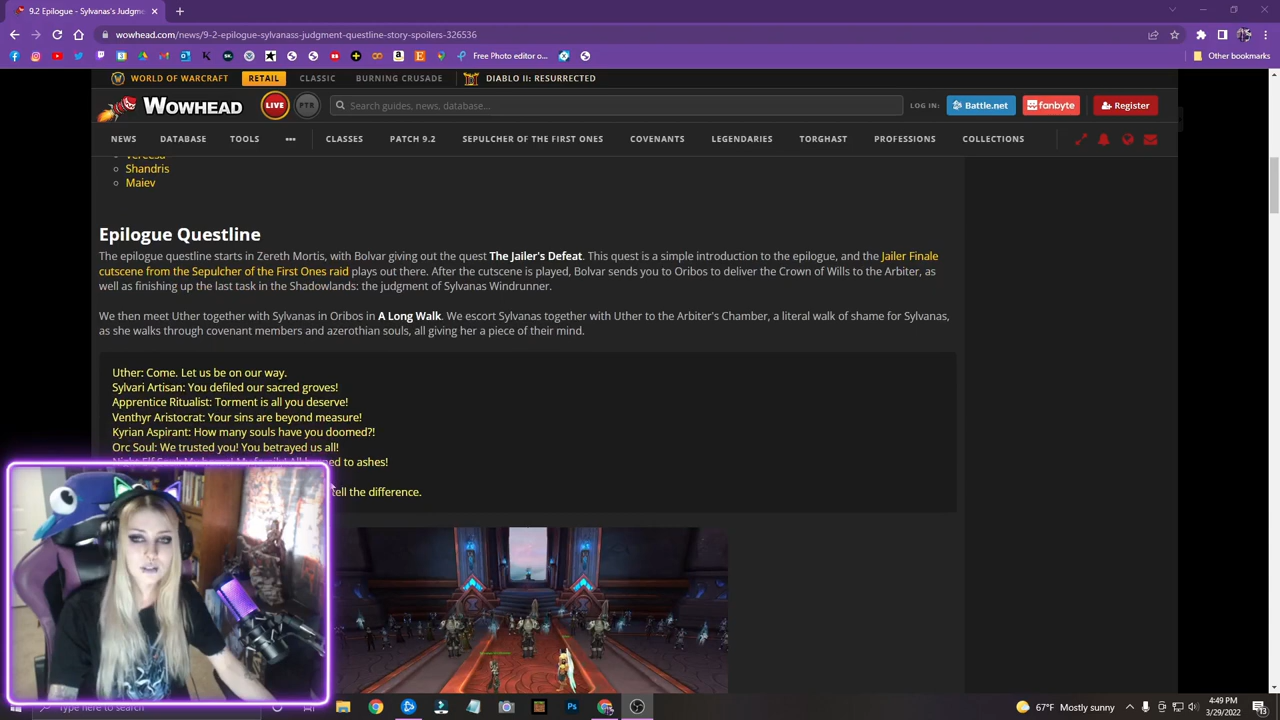 9.2 Epilogue - Sylvanas's Judgm
wowhead.com/news/9-2-epilogue-sylvanass-judgment-questline-story-spoilers-326536
Free Photo editor o...
Other bookmarks
WORLD OF WARCRAFT
RETAIL
CLASSIC
BURNING CRUSADE
DIABLO II: RESURRECTED
WOWHEAD
LIVE
PTR
Search guides, news, database...
LOG IN:
Battle.net
fanbyte
Register
NEWS
DATABASE
TOOLS
CLASSES
PATCH 9.2
SEPULCHER OF THE FIRST ONES
COVENANTS
LEGENDARIES
TORGHAST
PROFESSIONS
COLLECTIONS
Vereesa
Shandris
Maiev
Epilogue Questline
The epilogue questline starts in Zereth Mortis, with Bolvar giving out the quest The Jailer's Defeat. This quest is a simple introduction to the epilogue, and the Jailer Finale
cutscene from the Sepulcher of the First Ones raid plays out there. After the cutscene is played, Bolvar sends you to Oribos to deliver the Crown of Wills to the Arbiter, as
well as finishing up the last task in the Shadowlands: the judgment of Sylvanas Windrunner.
We then meet Uther together with Sylvanas in Oribos in A Long Walk. We escort Sylvanas together with Uther to the Arbiter's Chamber, a literal walk of shame for Sylvanas,
as she walks through covenant members and azerothian souls, all giving her a piece of their mind.
Uther: Come. Let us be on our way.
Sylvari Artisan: You defiled our sacred groves!
Apprentice Ritualist: Torment is all you deserve!
Venthyr Aristocrat: Your sins are beyond measure!
Kyrian Aspirant: How many souls have you doomed?!
Orc Soul: We trusted you! You betrayed us all!
to ashes!
tell the difference.
Type here to search
67°F Mostly sunny
4:49 PM
3/29/2022
13